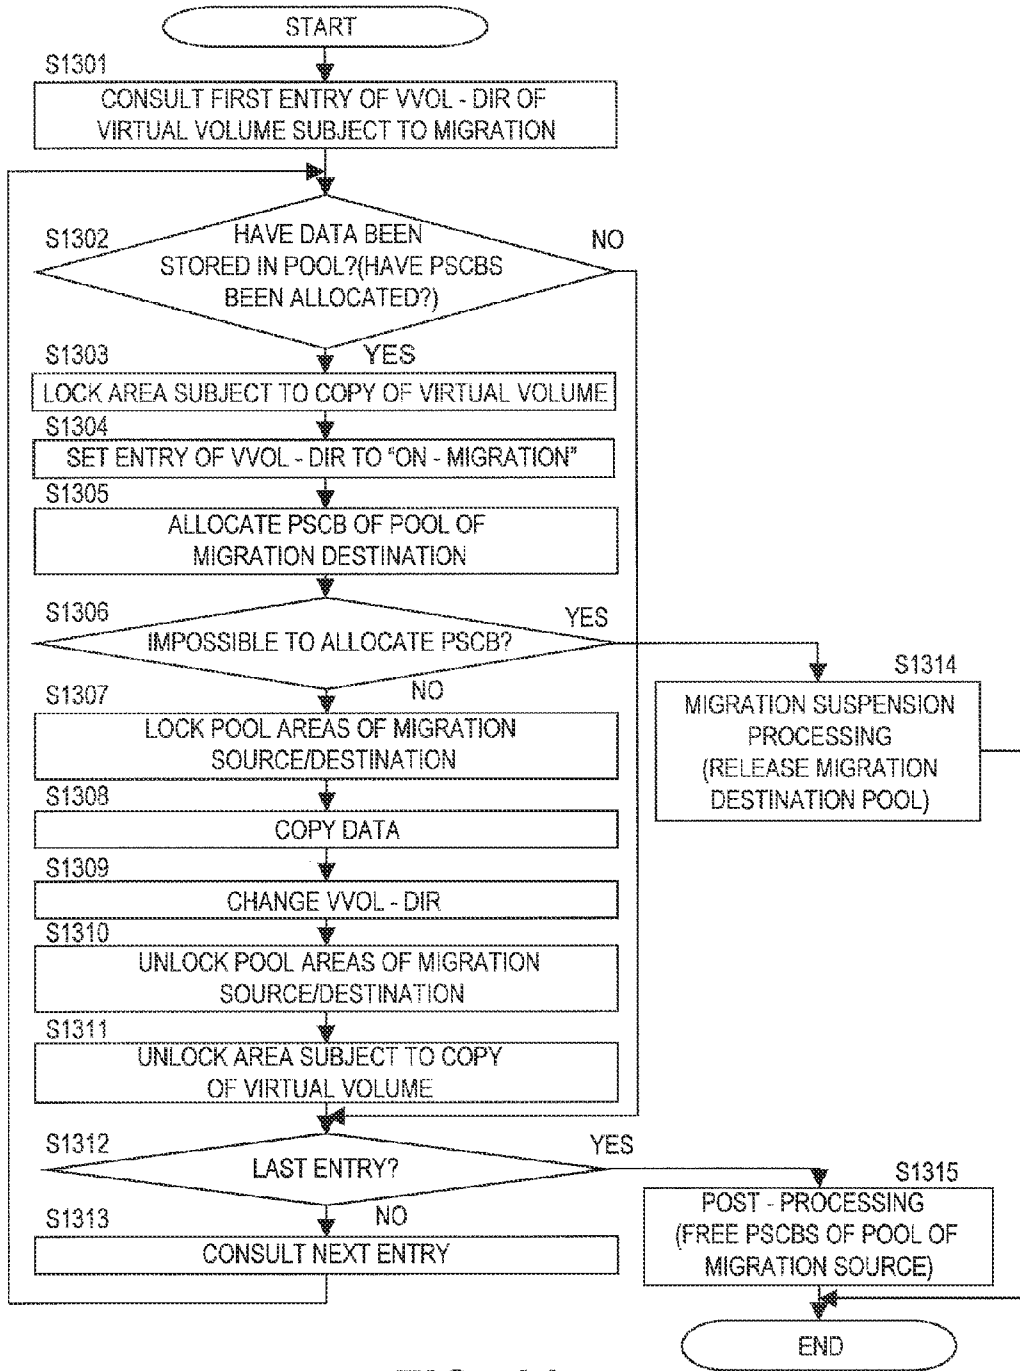 START
S1301
CONSULT FIRST ENTRY OF VVOL - DIR OF
VIRTUAL VOLUME SUBJECT TO MIGRATION
S1302
HAVE DATA BEEN
STORED IN POOL?(HAVE PSCBS
BEEN ALLOCATED?)
NO
YES
S1303
LOCK AREA SUBJECT TO COPY OF VIRTUAL VOLUME
S1304
SET ENTRY OF VVOL - DIR TO "ON - MIGRATION"
S1305
ALLOCATE PSCB OF POOL OF
MIGRATION DESTINATION
S1306
IMPOSSIBLE TO ALLOCATE PSCB?
YES
NO
S1314
MIGRATION SUSPENSION
PROCESSING
(RELEASE MIGRATION
DESTINATION POOL)
S1307
LOCK POOL AREAS OF MIGRATION
SOURCE/DESTINATION
S1308
COPY DATA
S1309
CHANGE VVOL - DIR
S1310
UNLOCK POOL AREAS OF MIGRATION
SOURCE/DESTINATION
S1311
UNLOCK AREA SUBJECT TO COPY
OF VIRTUAL VOLUME
S1312
LAST ENTRY?
YES
NO
S1315
POST - PROCESSING
(FREE PSCBS OF POOL OF
MIGRATION SOURCE)
S1313
CONSULT NEXT ENTRY
END